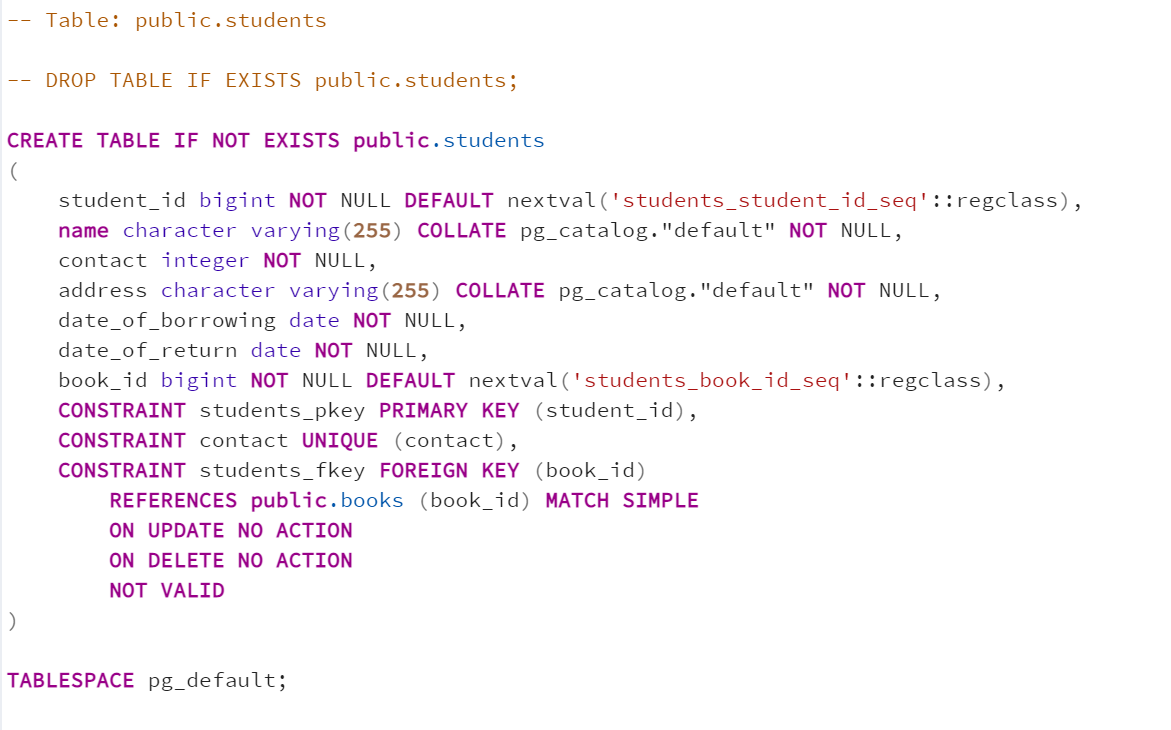 -- Table: public.students
-- DROP TABLE IF EXISTS public.students;
CREATE TABLE IF NOT EXISTS public.students
(
    student_id bigint NOT NULL DEFAULT nextval('students_student_id_seq'::regclass),
    name character varying(255) COLLATE pg_catalog."default" NOT NULL,
    contact integer NOT NULL,
    address character varying(255) COLLATE pg_catalog."default" NOT NULL,
    date_of_borrowing date NOT NULL,
    date_of_return date NOT NULL,
    book_id bigint NOT NULL DEFAULT nextval('students_book_id_seq'::regclass),
    CONSTRAINT students_pkey PRIMARY KEY (student_id),
    CONSTRAINT contact UNIQUE (contact),
    CONSTRAINT students_fkey FOREIGN KEY (book_id)
        REFERENCES public.books (book_id) MATCH SIMPLE
        ON UPDATE NO ACTION
        ON DELETE NO ACTION
        NOT VALID
)
TABLESPACE pg_default;